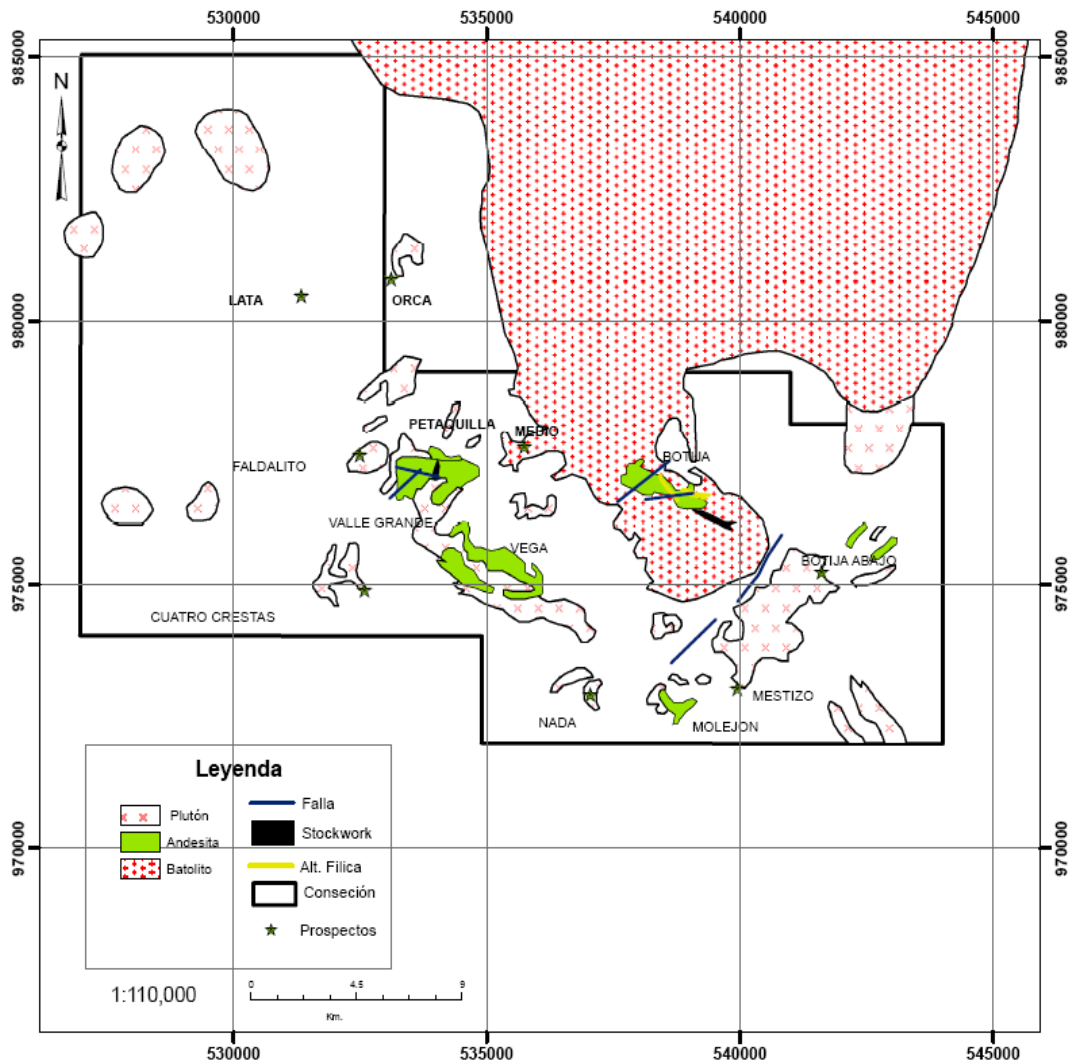 530000
535000
540000
545000
985000
985000
N
LATA
ORCA
980000
980000
PETAQUILLA
MEDIO
BOTIJA
FALDALITO
VALLE GRANDE
VEGA
BOTIJA ABAJO
975000
975000
CUATRO CRESTAS
MESTIZO
NADA
MOLEJON
Leyenda
Plutón
Andesita
Batolito
Falla
Stockwork
Alt. Filica
Conseción
Prospectos
970000
970000
1:110,000
0 4.5 9
Km.
530000
535000
540000
545000